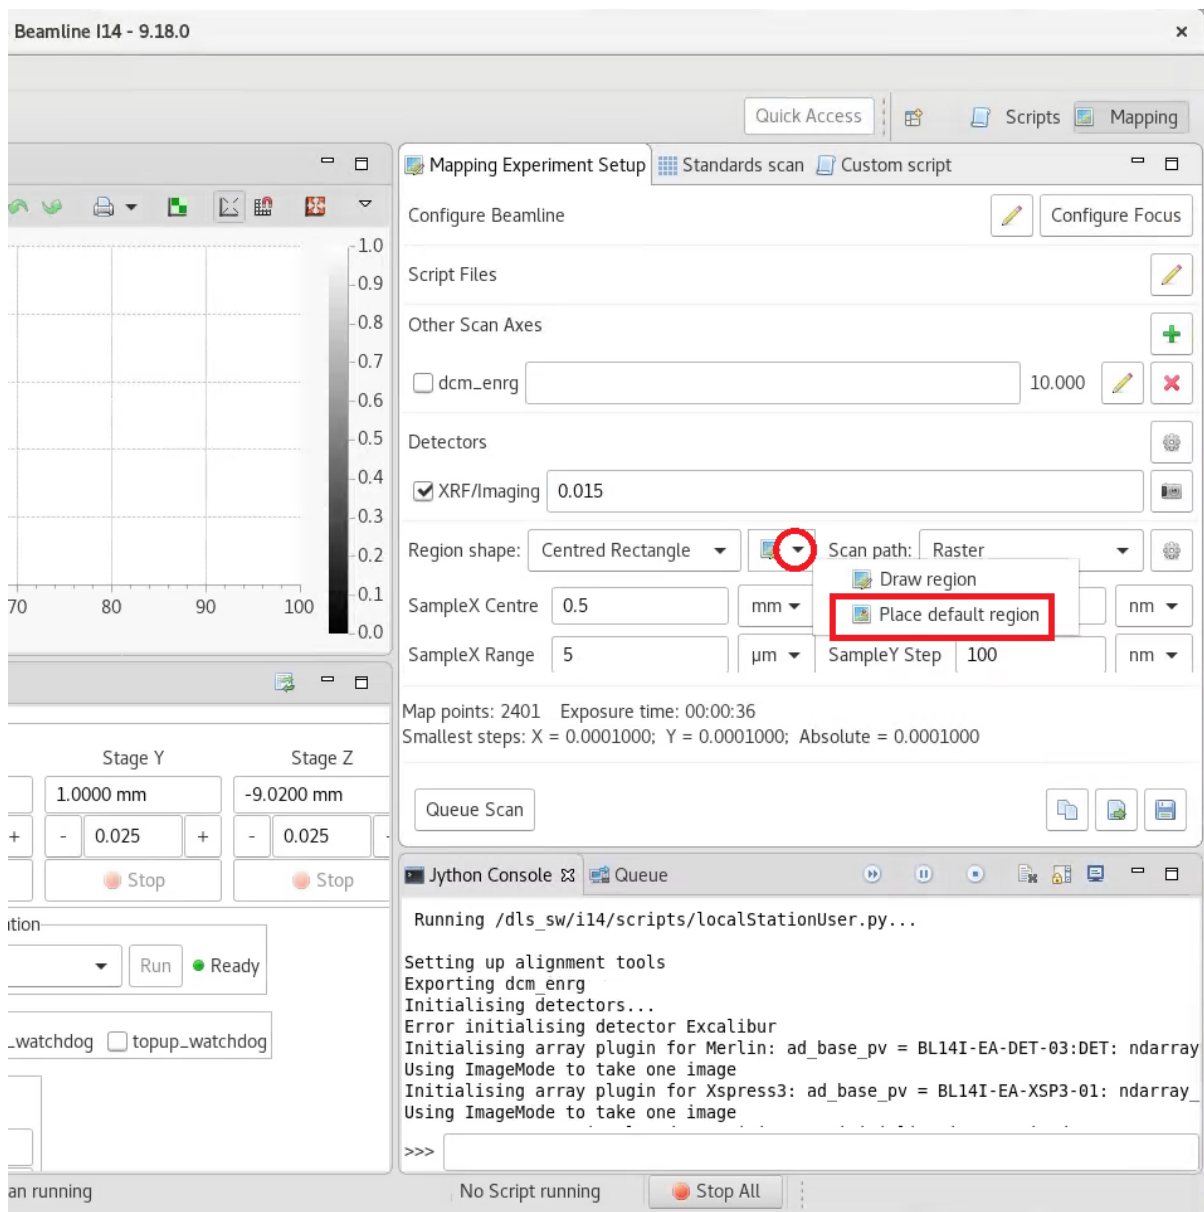 Beamline I14 - 9.18.0
Quick Access
Scripts
Mapping
Mapping Experiment Setup
Standards scan
Custom script
Configure Beamline
Configure Focus
1.0
0.9
0.8
0.7
0.6
0.5
0.4
0.3
0.2
0.1
0.0
70 80 90 100
Script Files
Other Scan Axes
dcm_enrg
10.000
Detectors
XRF/Imaging
0.015
Region shape:
Centred Rectangle
Scan path:
Raster
Draw region
Place default region
SampleX Centre
0.5
mm
nm
SampleX Range
5
μm
SampleY Step
100
nm
Map points: 2401 Exposure time: 00:00:36
Smallest steps: X = 0.0001000; Y = 0.0001000; Absolute = 0.0001000
Queue Scan
Stage Y
Stage Z
1.0000 mm
-9.0200 mm
+
-
0.025
+
-
0.025
Stop
Stop
Run
Ready
_watchdog
topup_watchdog
Jython Console
Queue
Running /dls_sw/i14/scripts/localStationUser.py...
Setting up alignment tools
Exporting dcm_enrg
Initialising detectors...
Error initialising detector Excalibur
Initialising array plugin for Merlin: ad_base_pv = BL14I-EA-DET-03:DET: ndarray
Using ImageMode to take one image
Initialising array plugin for Xspress3: ad_base_pv = BL14I-EA-XSP3-01: ndarray_
Using ImageMode to take one image
>>>
an running
No Script running
Stop All